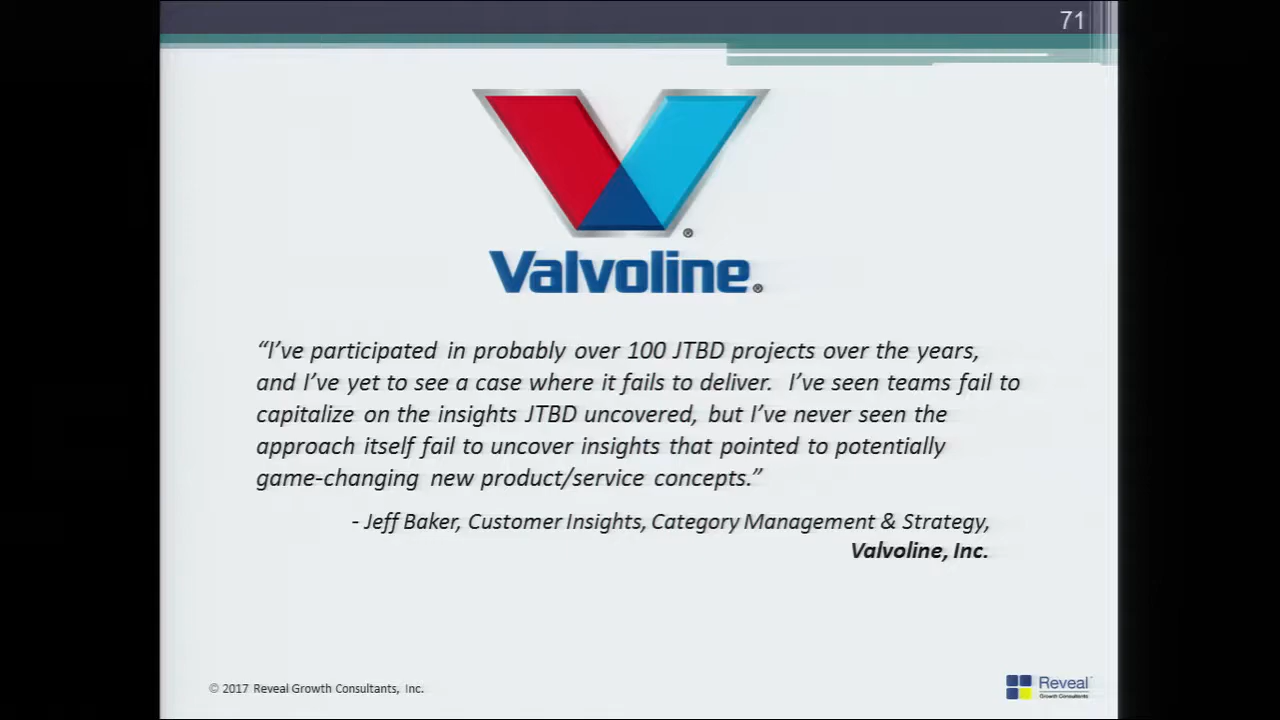 71
®
Valvoline®
“I’ve participated in probably over 100 JTBD projects over the years,
and I’ve yet to see a case where it fails to deliver.  I’ve seen teams fail to
capitalize on the insights JTBD uncovered, but I’ve never seen the
approach itself fail to uncover insights that pointed to potentially
game-changing new product/service concepts.”
- Jeff Baker, Customer Insights, Category Management & Strategy,
Valvoline, Inc.
© 2017 Reveal Growth Consultants, Inc.
Reveal
Growth Consultants